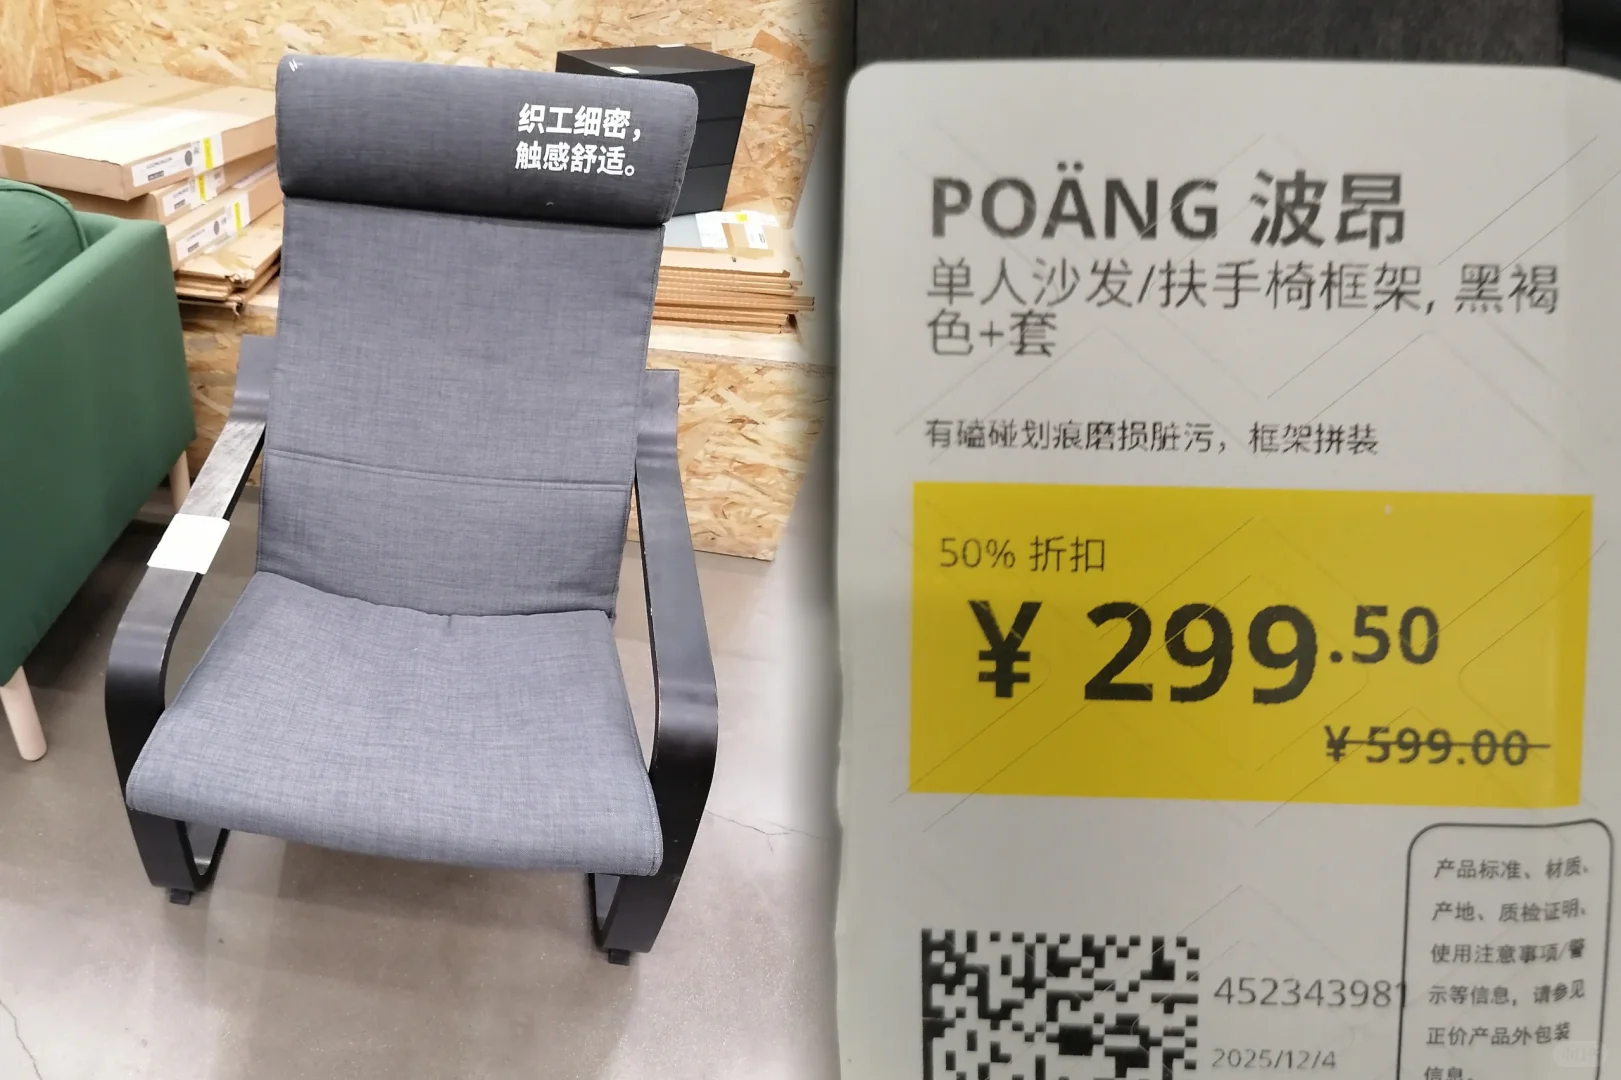 织工细密，
触感舒适。
POÄNG 波昂
单人沙发/扶手椅框架, 黑褐
色+套
有磕碰划痕磨损脏污，框架拼装
50% 折扣
¥ 299.50
¥ 599.00
452343981
2025/12/4
产品标准、材质、
产地、质检证明、
使用注意事项/警
示等信息，请参见
正价产品外包装
信息。